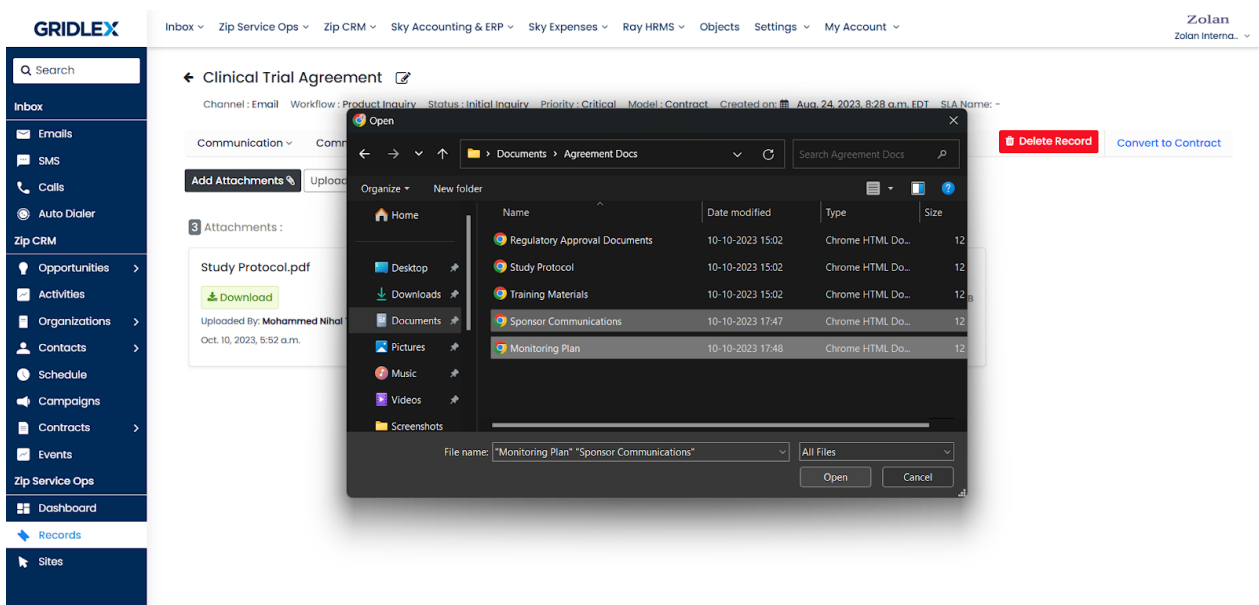 GRIDLEX
Inbox Zip Service Ops Zip CRM Sky Accounting & ERP Sky Expenses Ray HRMS Objects Settings My Account
Zolan
Zolan Interna..
Search
Inbox
Emails
SMS
Calls
Auto Dialer
Zip CRM
Opportunities
Activities
Organizations
Contacts
Schedule
Campaigns
Contracts
Events
Zip Service Ops
Dashboard
Records
Sites
Clinical Trial Agreement
Channel : Email Workflow : Product Inquiry Status : Initial Inquiry Priority : Critical Model : Contract Created on: Aug. 24, 2023, 8:28 a.m. EDT SLA Name: -
Communication
Delete Record Convert to Contract
Add Attachments
3 Attachments :
Study Protocol.pdf
Download
Uploaded By: Mohammed Nihal
Oct. 10, 2023, 5:52 a.m.
B
Open
Documents > Agreement Docs
Search Agreement Docs
Organize New folder
Home
Desktop
Downloads
Documents
Pictures
Music
Videos
Screenshots
Name Date modified Type Size
Regulatory Approval Documents 10-10-2023 15:02 Chrome HTML Do... 12
Study Protocol 10-10-2023 15:02 Chrome HTML Do... 12
Training Materials 10-10-2023 15:02 Chrome HTML Do... 12
Sponsor Communications 10-10-2023 17:47 Chrome HTML Do... 12
Monitoring Plan 10-10-2023 17:48 Chrome HTML Do... 12
File name: "Monitoring Plan" "Sponsor Communications"
All Files
Open Cancel